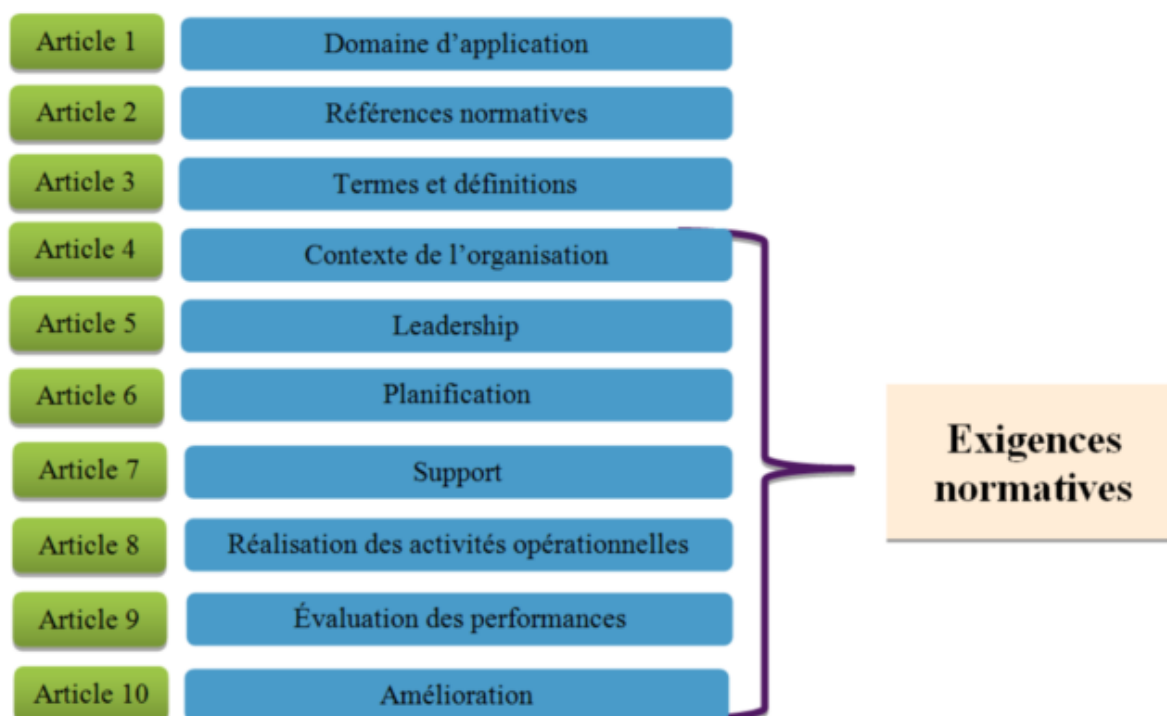 Article 1
Domaine d’application
Article 2
Références normatives
Article 3
Termes et définitions
Article 4
Contexte de l’organisation
Article 5
Leadership
Article 6
Planification
Article 7
Support
Article 8
Réalisation des activités opérationnelles
Article 9
Évaluation des performances
Article 10
Amélioration
Exigences
normatives